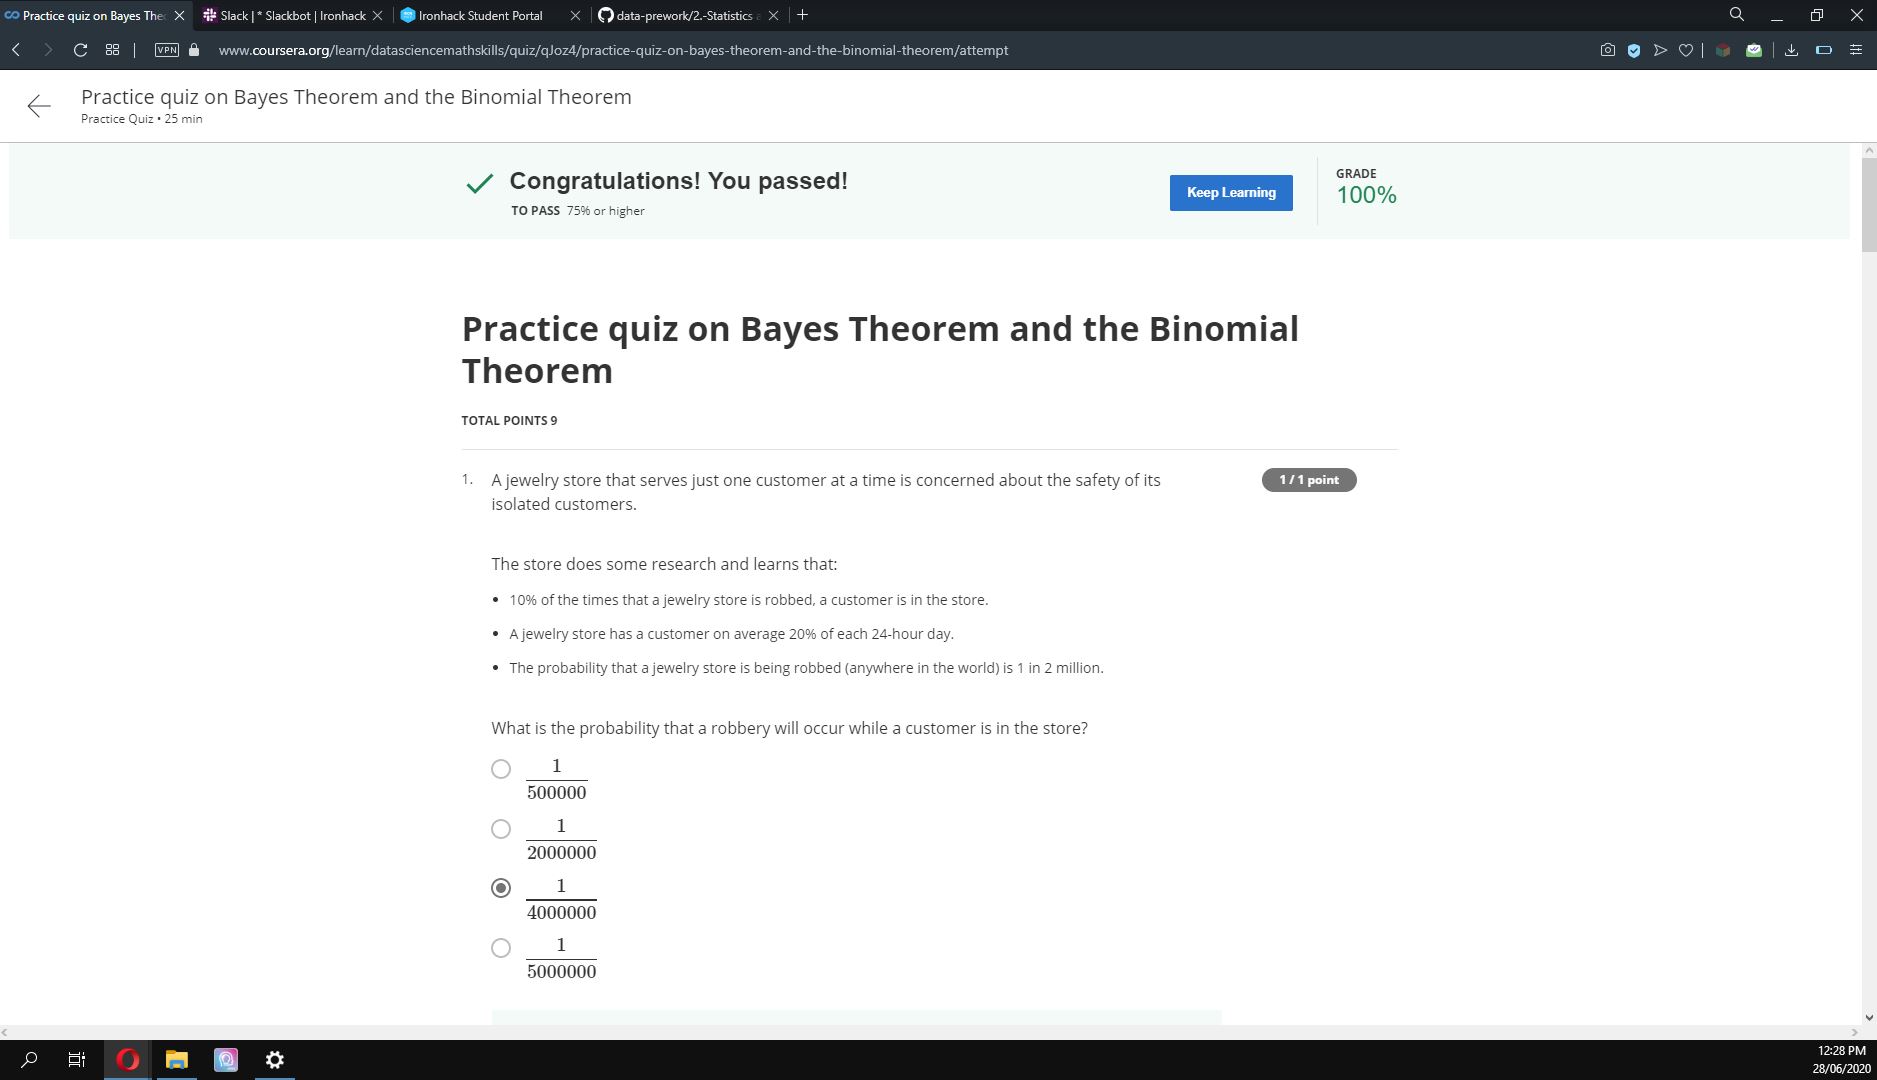 Practice quiz on Bayes Theo
Slack | * Slackbot | Ironhack
Ironhack Student Portal
data-prework/2.-Statistics a
VPN
www.coursera.org/learn/datasciencemathskills/quiz/qJoz4/practice-quiz-on-bayes-theorem-and-the-binomial-theorem/attempt
Practice quiz on Bayes Theorem and the Binomial Theorem
Practice Quiz • 25 min
Congratulations! You passed!
TO PASS 75% or higher
Keep Learning
GRADE
100%
Practice quiz on Bayes Theorem and the Binomial
Theorem
TOTAL POINTS 9
1. A jewelry store that serves just one customer at a time is concerned about the safety of its
isolated customers.
1 / 1 point
The store does some research and learns that:
• 10% of the times that a jewelry store is robbed, a customer is in the store.
• A jewelry store has a customer on average 20% of each 24-hour day.
• The probability that a jewelry store is being robbed (anywhere in the world) is 1 in 2 million.
What is the probability that a robbery will occur while a customer is in the store?
1
500000
1
2000000
1
4000000
1
5000000
12:28 PM
28/06/2020